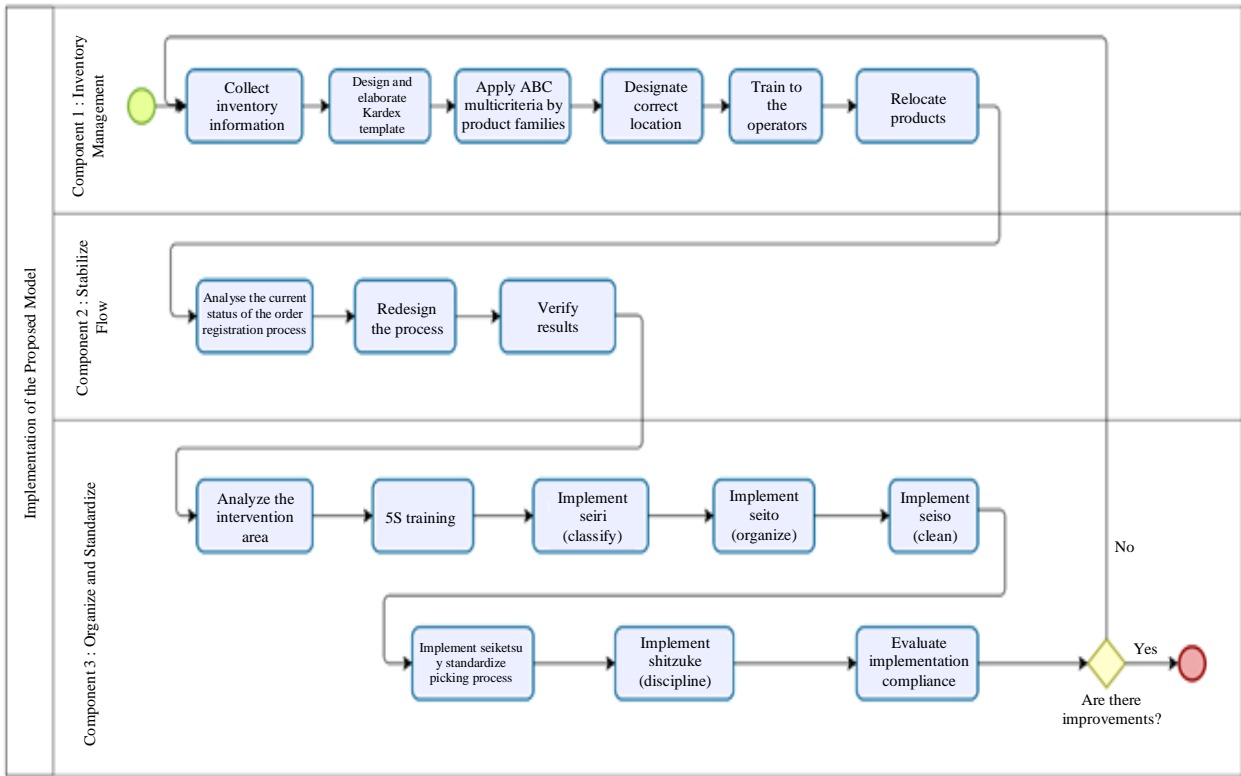 Implementation of the Proposed Model
Component 1 : Inventory
Management
Collect
inventory
information
Design and
elaborate
Kardex
template
Apply ABC
multicriteria by
product families
Designate
correct
location
Train to
the
operators
Relocate
products
Component 2 : Stabilize
Flow
Analyse the current
status of the order
registration process
Redesign
the process
Verify
results
Component 3 : Organize and Standardize
Analyze the
intervention
area
5S training
Implement
seiri
(classify)
Implement
seito
(organize)
Implement
seiso
(clean)
No
Implement seiketsu
y standardize
picking process
Implement
shitzuke
(discipline)
Evaluate
implementation
compliance
Yes
Are there
improvements?